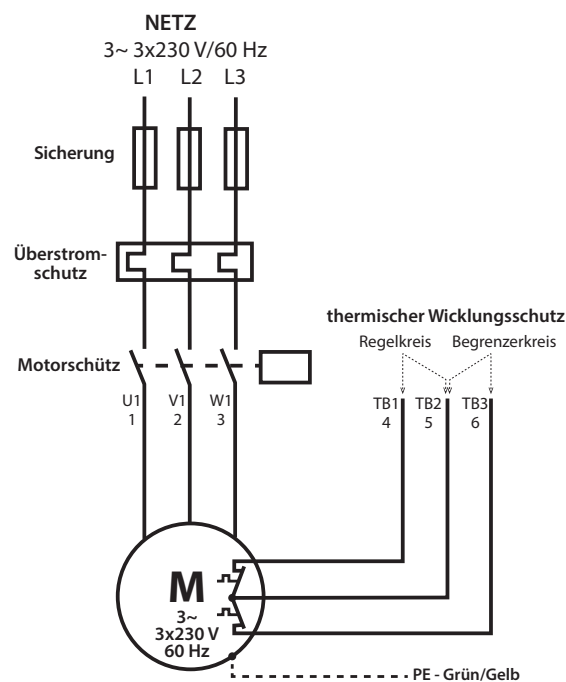 NETZ
3~ 3x230 V/60 Hz
L1 L2 L3
Sicherung
Überstrom-
schutz
thermischer Wicklungsschutz
Regelkreis Begrenzerkreis
Motorschütz
U1 V1 W1
1 2 3
TB1 TB2 TB3
4 5 6
M
3~
3x230 V
60 Hz
PE - Grün/Gelb